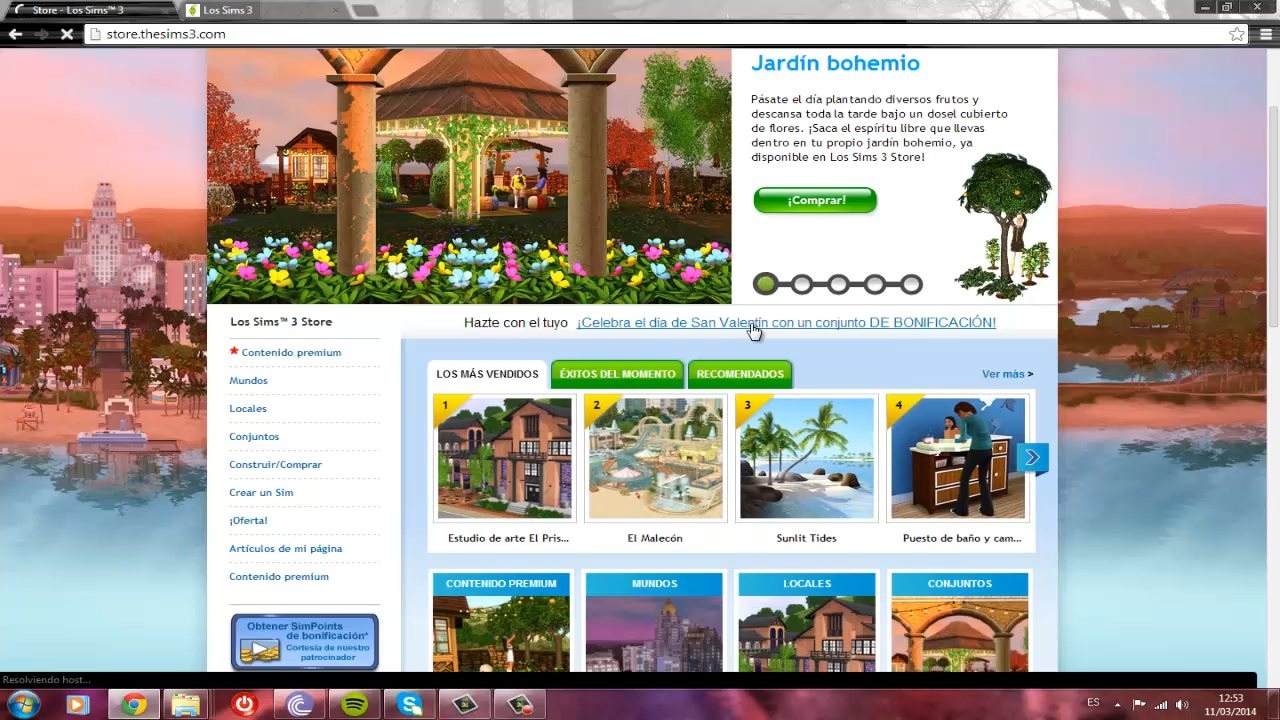 Store - Los Sims™ 3
Los Sims 3
store.thesims3.com
Jardín bohemio
Pásate el día plantando diversos frutos y
descansa toda la tarde bajo un dosel cubierto
de flores. ¡Saca el espíritu libre que llevas
dentro en tu propio jardín bohemio, ya
disponible en Los Sims 3 Store!
¡Comprar!
Los Sims™ 3 Store
Hazte con el tuyo ¡Celebra el día de San Valentín con un conjunto DE BONIFICACIÓN!
Contenido premium
Mundos
Locales
Conjuntos
Construir/Comprar
Crear un Sim
¡Oferta!
Artículos de mi página
Contenido premium
Obtener SimPoints
de bonificación*
Cortesía de nuestro
patrocinador
LOS MÁS VENDIDOS
ÉXITOS DEL MOMENTO
RECOMENDADOS
Ver más >
1
2
3
4
Estudio de arte El Pris...
El Malecón
Sunlit Tides
Puesto de baño y cam...
CONTENIDO PREMIUM
MUNDOS
LOCALES
CONJUNTOS
Resolviendo host...
ES
12:53
11/03/2014